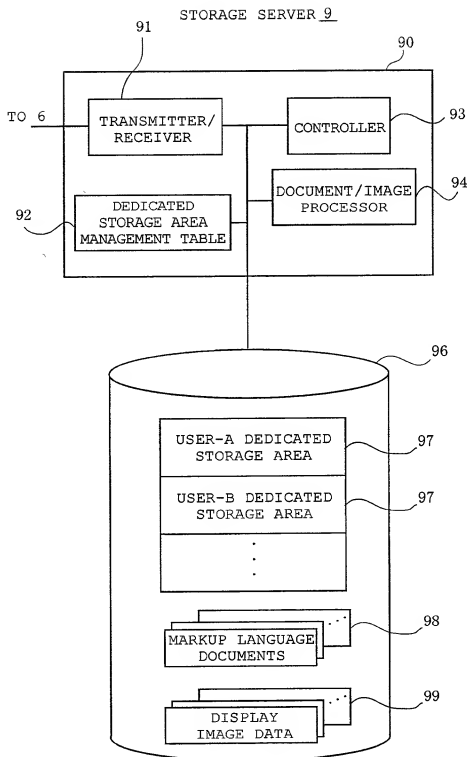 STORAGE SERVER 9
91
90
TO 6
TRANSMITTER/
RECEIVER
CONTROLLER
93
92
DEDICATED
STORAGE AREA
MANAGEMENT TABLE
DOCUMENT/IMAGE
PROCESSOR
94
96
USER-A DEDICATED
STORAGE AREA
97
USER-B DEDICATED
STORAGE AREA
97
98
MARKUP LANGUAGE
DOCUMENTS
99
DISPLAY
IMAGE DATA